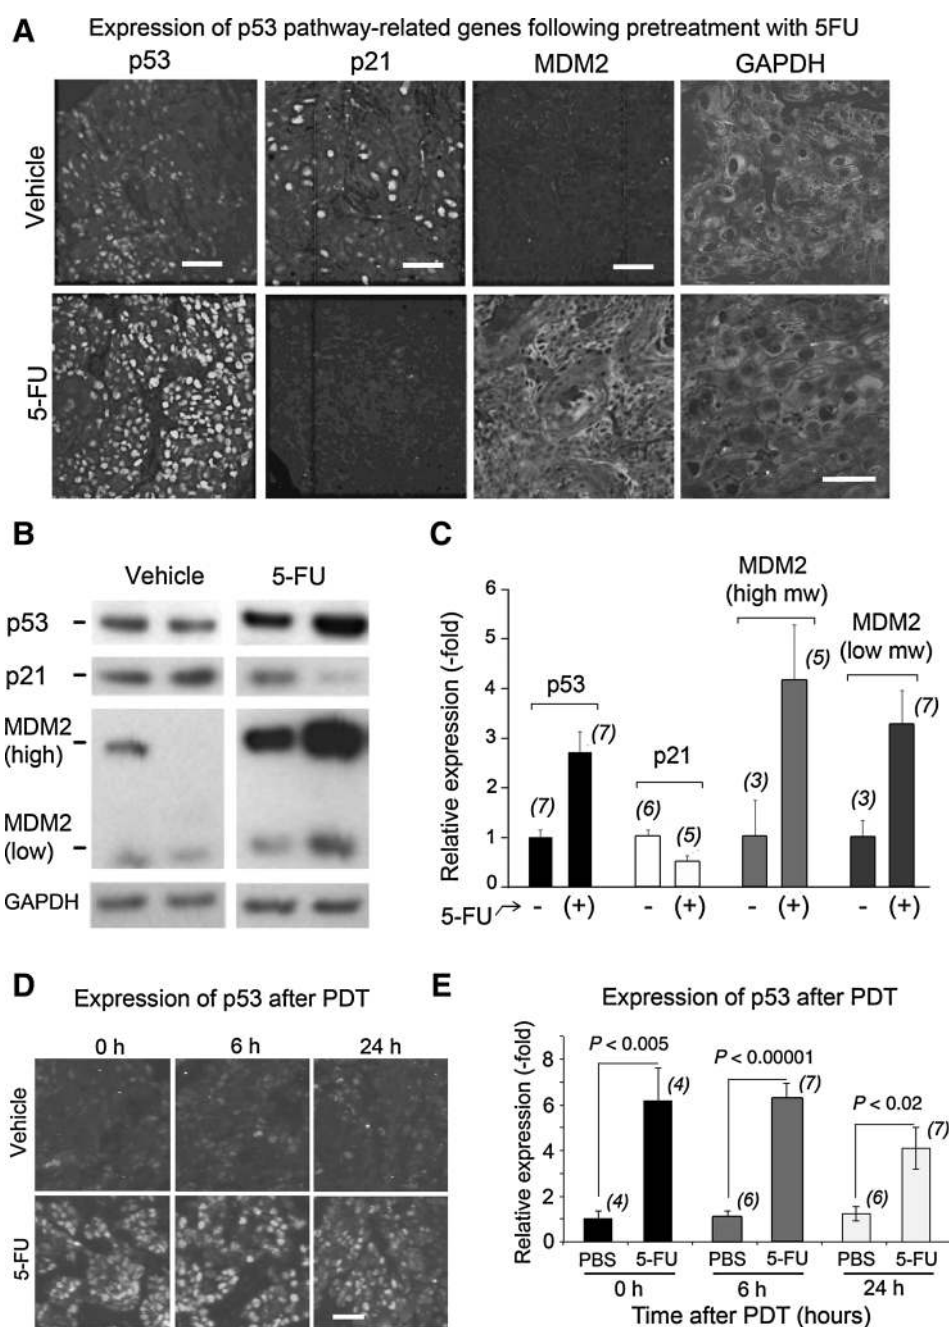 A
Expression of p53 pathway-related genes following pretreatment with 5FU
p53 p21 MDM2 GAPDH
Vehicle
5-FU
B
Vehicle 5-FU
p53
p21
MDM2
(high)
MDM2
(low)
GAPDH
C
Relative expression (-fold)
6
5
4
3
2
1
0
p53
(7) (7)
p21
(6) (5)
MDM2
(high mw)
(3) (5)
MDM2
(low mw)
(3) (7)
5-FU - (+) - (+) - (+) - (+)
D
Expression of p53 after PDT
0 h 6 h 24 h
Vehicle
5-FU
E
Expression of p53 after PDT
Relative expression (-fold)
8
6
4
2
0
P < 0.005
(4) (4)
P < 0.00001
(6) (7)
P < 0.02
(6) (7)
PBS 5-FU PBS 5-FU PBS 5-FU
0 h 6 h 24 h
Time after PDT (hours)